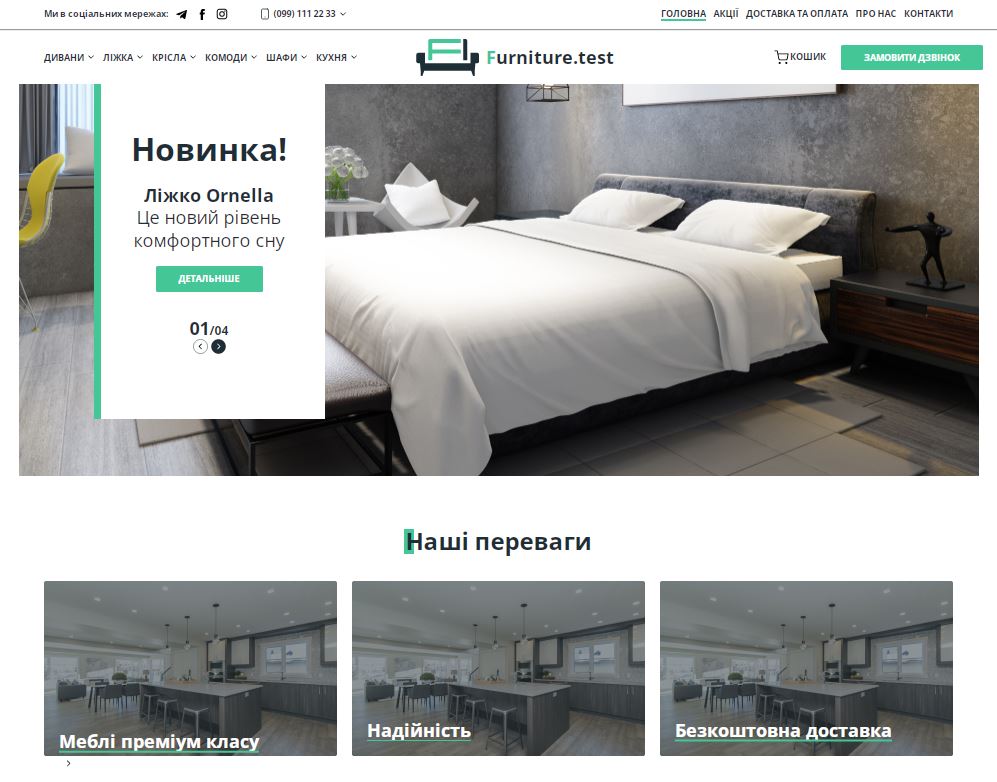 Ми в соціальних мережах:
(099) 111 22 33
ГОЛОВНА АКЦІЇ ДОСТАВКА ТА ОПЛАТА ПРО НАС КОНТАКТИ
ДИВАНИ ЛІЖКА КРІСЛА КОМОДИ ШАФИ КУХНЯ
Furniture.test
КОШИК
ЗАМОВИТИ ДЗВІНОК
Новинка!
Ліжко Ornella
Це новий рівень
комфортного сну
ДЕТАЛЬНІШЕ
01/04
Наші переваги
Меблі преміум класу
Надійність
Безкоштовна доставка